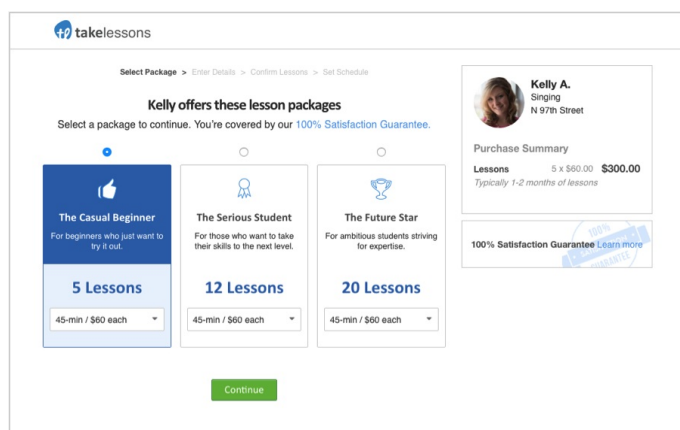 takelessons
Select Package > Enter Details > Confirm Lessons > Set Schedule
Kelly offers these lesson packages
Select a package to continue. You're covered by our 100% Satisfaction Guarantee.
The Casual Beginner
For beginners who just want to
try it out.
5 Lessons
45-min / $60 each
The Serious Student
For those who want to take
their skills to the next level.
12 Lessons
45-min / $60 each
The Future Star
For ambitious students striving
for expertise.
20 Lessons
45-min / $60 each
Continue
Kelly A.
Singing
N 97th Street
Purchase Summary
Lessons 5 x $60.00 $300.00
Typically 1-2 months of lessons
100% Satisfaction Guarantee Learn more
100%
GUARANTEE